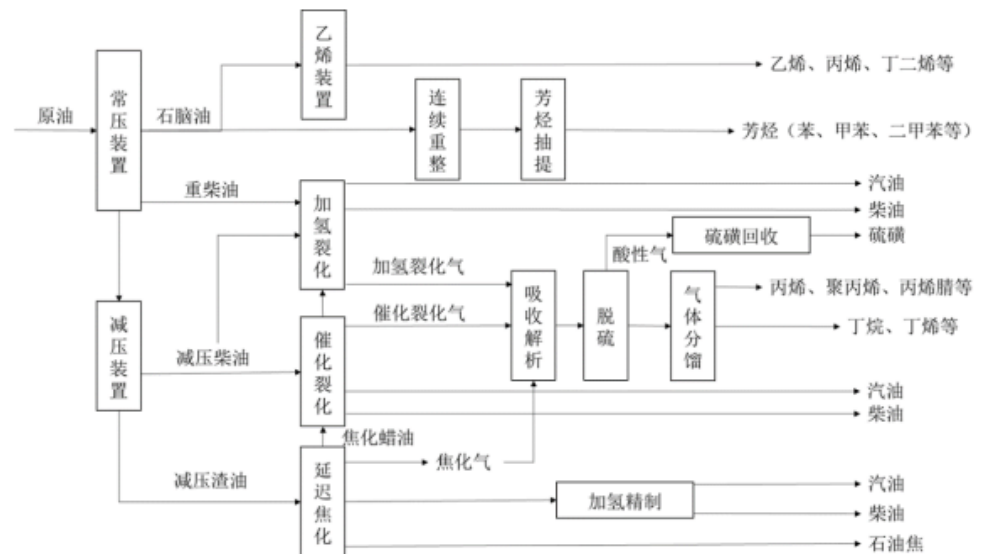 乙烯装置
乙烯、丙烯、丁二烯等
原油
常压装置
石脑油
连续重整
芳烃抽提
芳烃（苯、甲苯、二甲苯等）
重柴油
加氢裂化
汽油
柴油
硫磺回收
硫磺
酸性气
加氢裂化气
吸收解析
脱硫
气体分馏
丙烯、聚丙烯、丙烯腈等
催化裂化气
丁烷、丁烯等
减压装置
减压柴油
催化裂化
汽油
柴油
焦化蜡油
焦化气
减压渣油
延迟焦化
加氢精制
汽油
柴油
石油焦